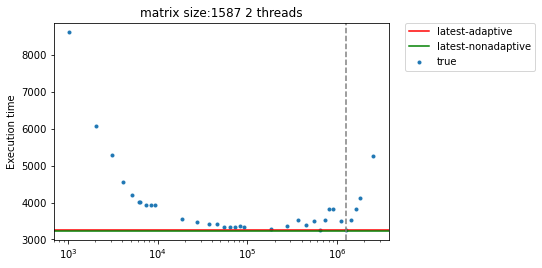 matrix size:1587 2 threads
Execution time
8000
7000
6000
5000
4000
3000
10³
10⁴
10⁵
10⁶
latest-adaptive
latest-nonadaptive
true